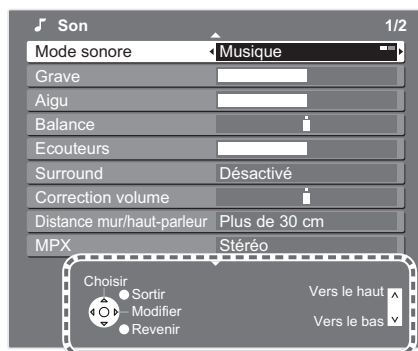 Son 1/2
Mode sonore Musique
Grave
Aigu
Balance
Ecouteurs
Surround Désactivé
Correction volume
Distance mur/haut-parleur Plus de 30 cm
MPX Stéréo
Choisir
Sortir
Modifier
Revenir
Vers le haut
Vers le bas